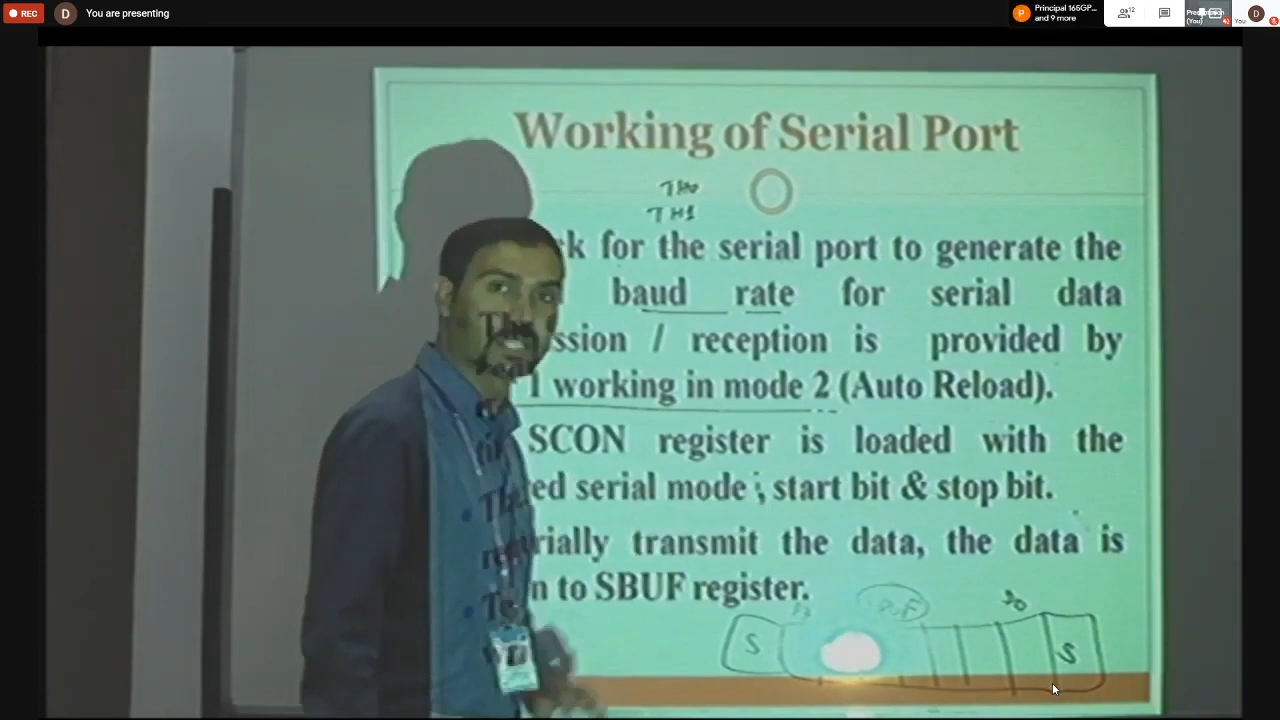 REC
D
You are presenting
P
Principal 165GP...
and 9 more
12
(You)
You
D
Working of Serial Port
TH0
TH1
for the serial port to generate the
baud rate for serial data
reception is provided by
1 working in mode 2 (Auto Reload).
SCON register is loaded with the
serial mode , start bit & stop bit.
transmit the data, the data is
to SBUF register.
S
S